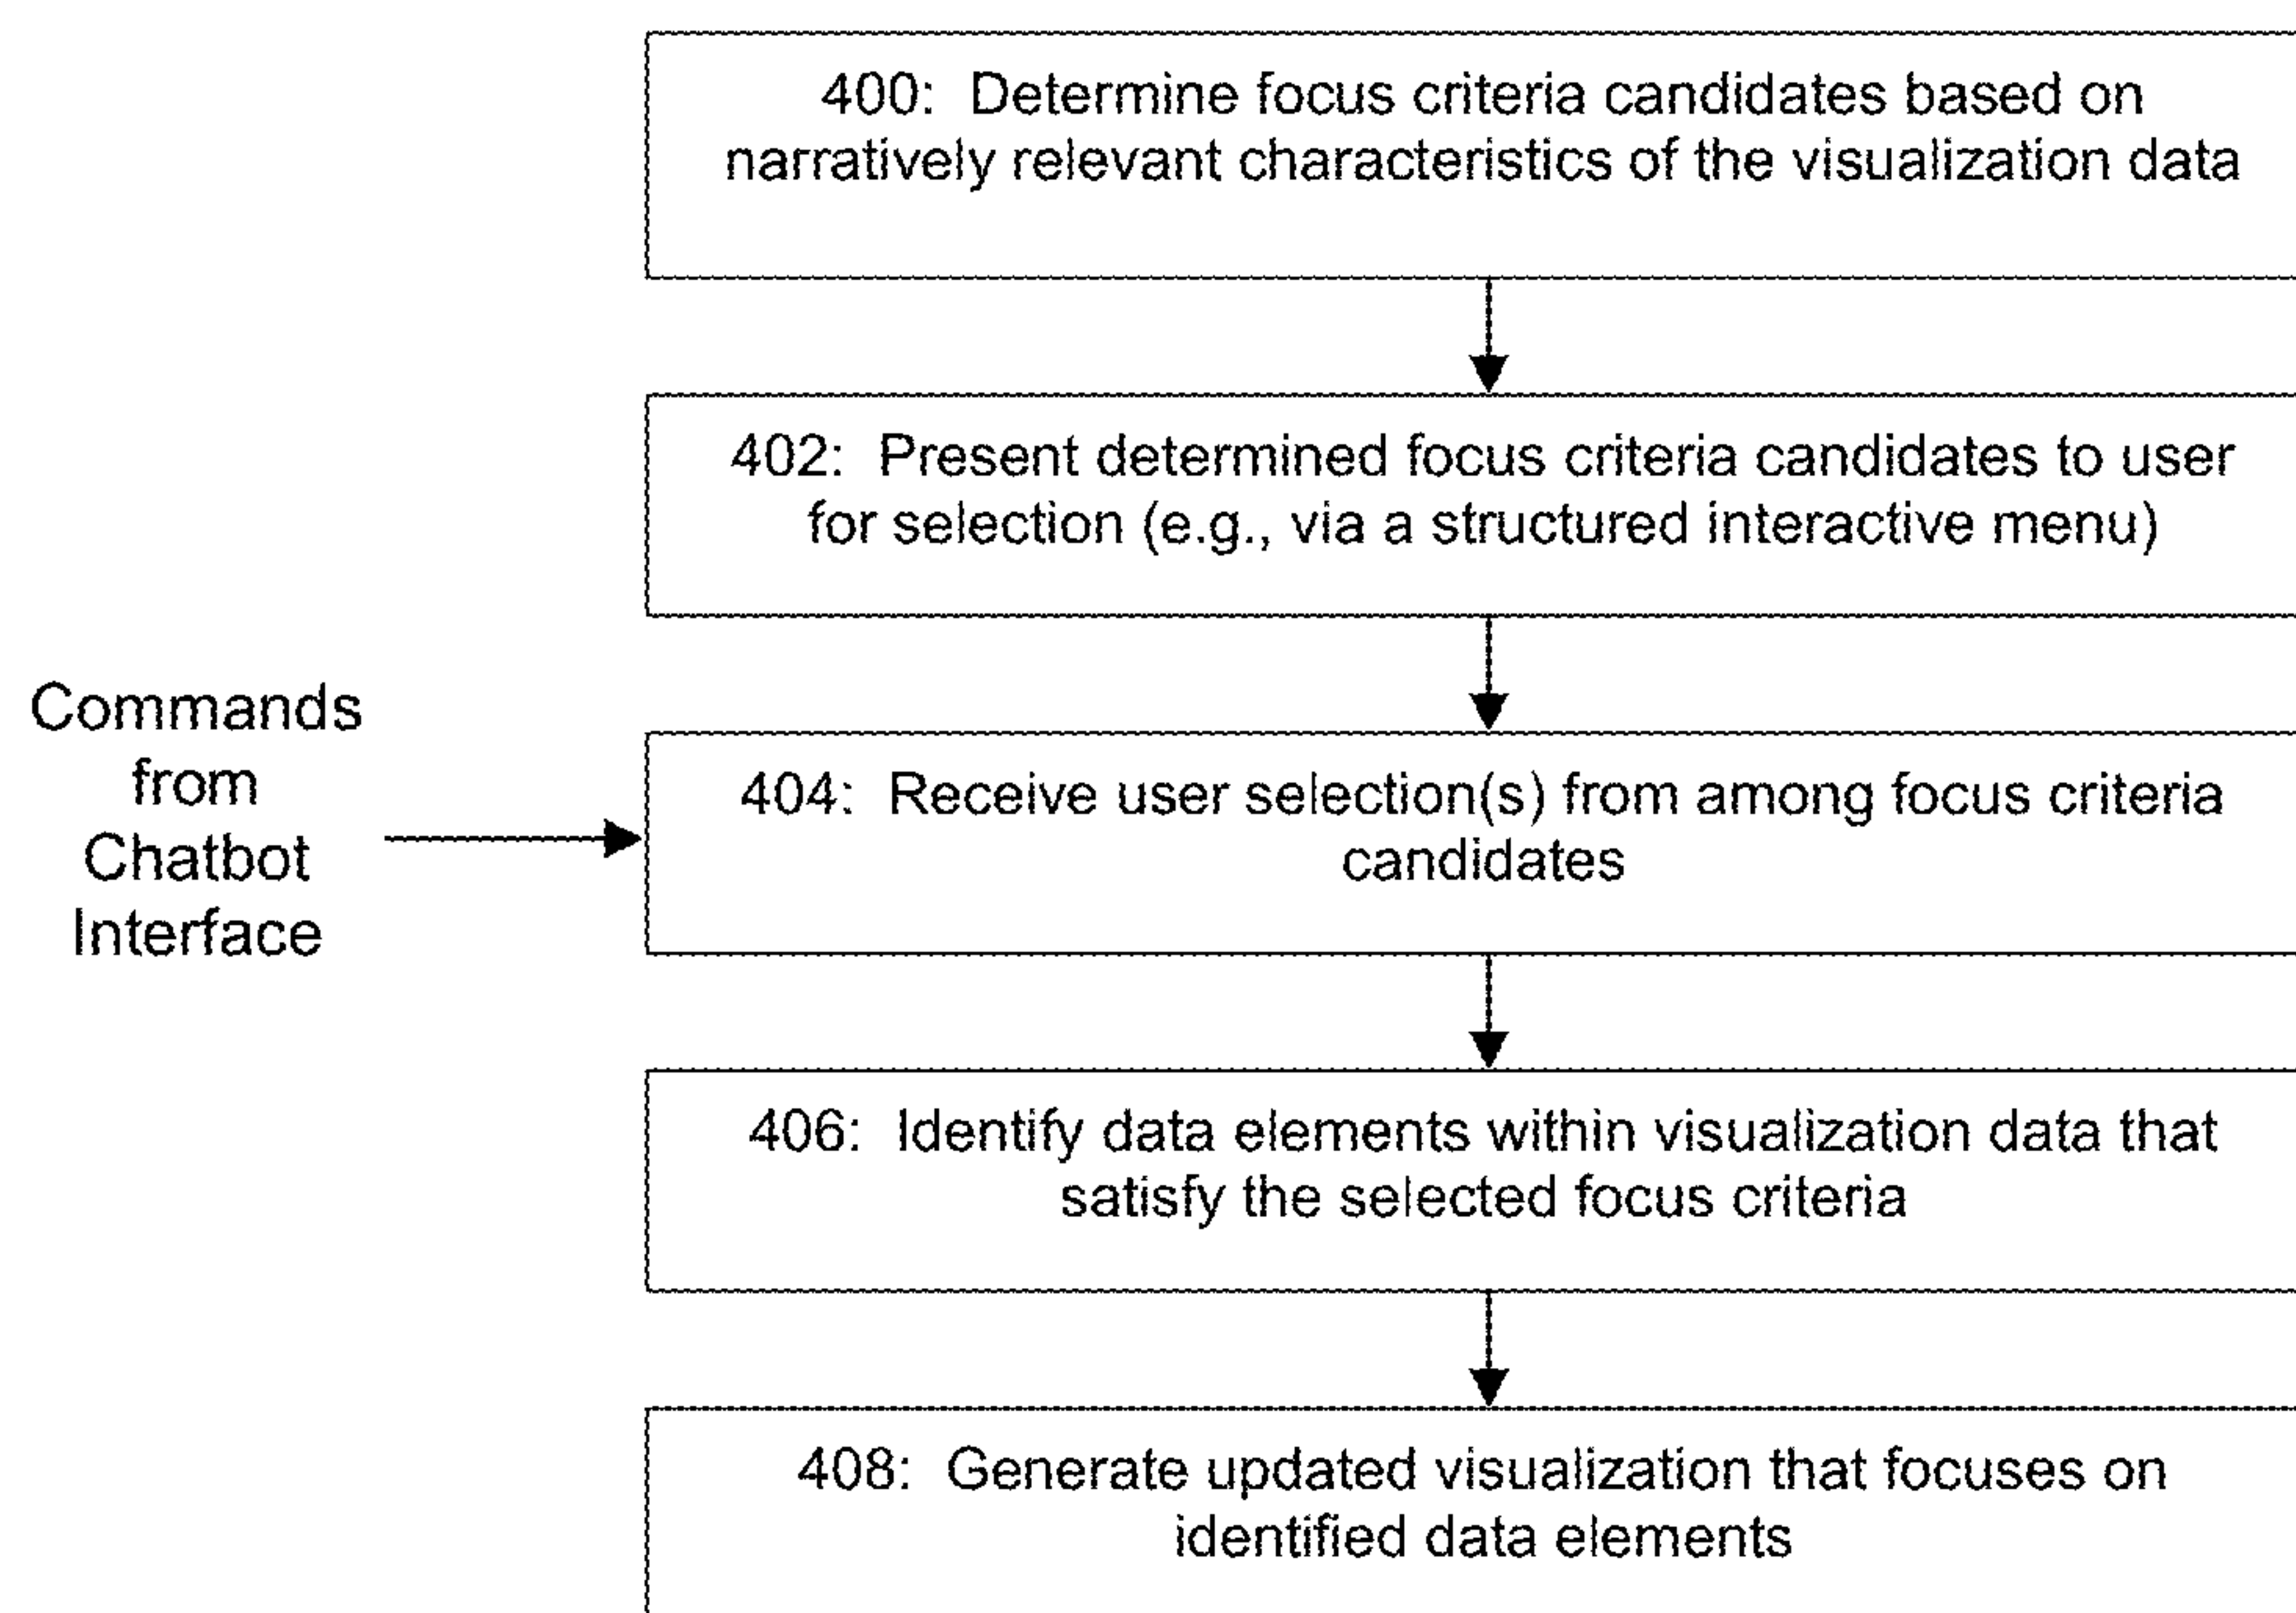 400: Determine focus criteria candidates based on
narratively relevant characteristics of the visualization data
402: Present determined focus criteria candidates to user
for selection (e.g., via a structured interactive menu)
Commands
from
Chatbot
Interface
404: Receive user selection(s) from among focus criteria
candidates
406: Identify data elements within visualization data that
satisfy the selected focus criteria
408: Generate updated visualization that focuses on
identified data elements